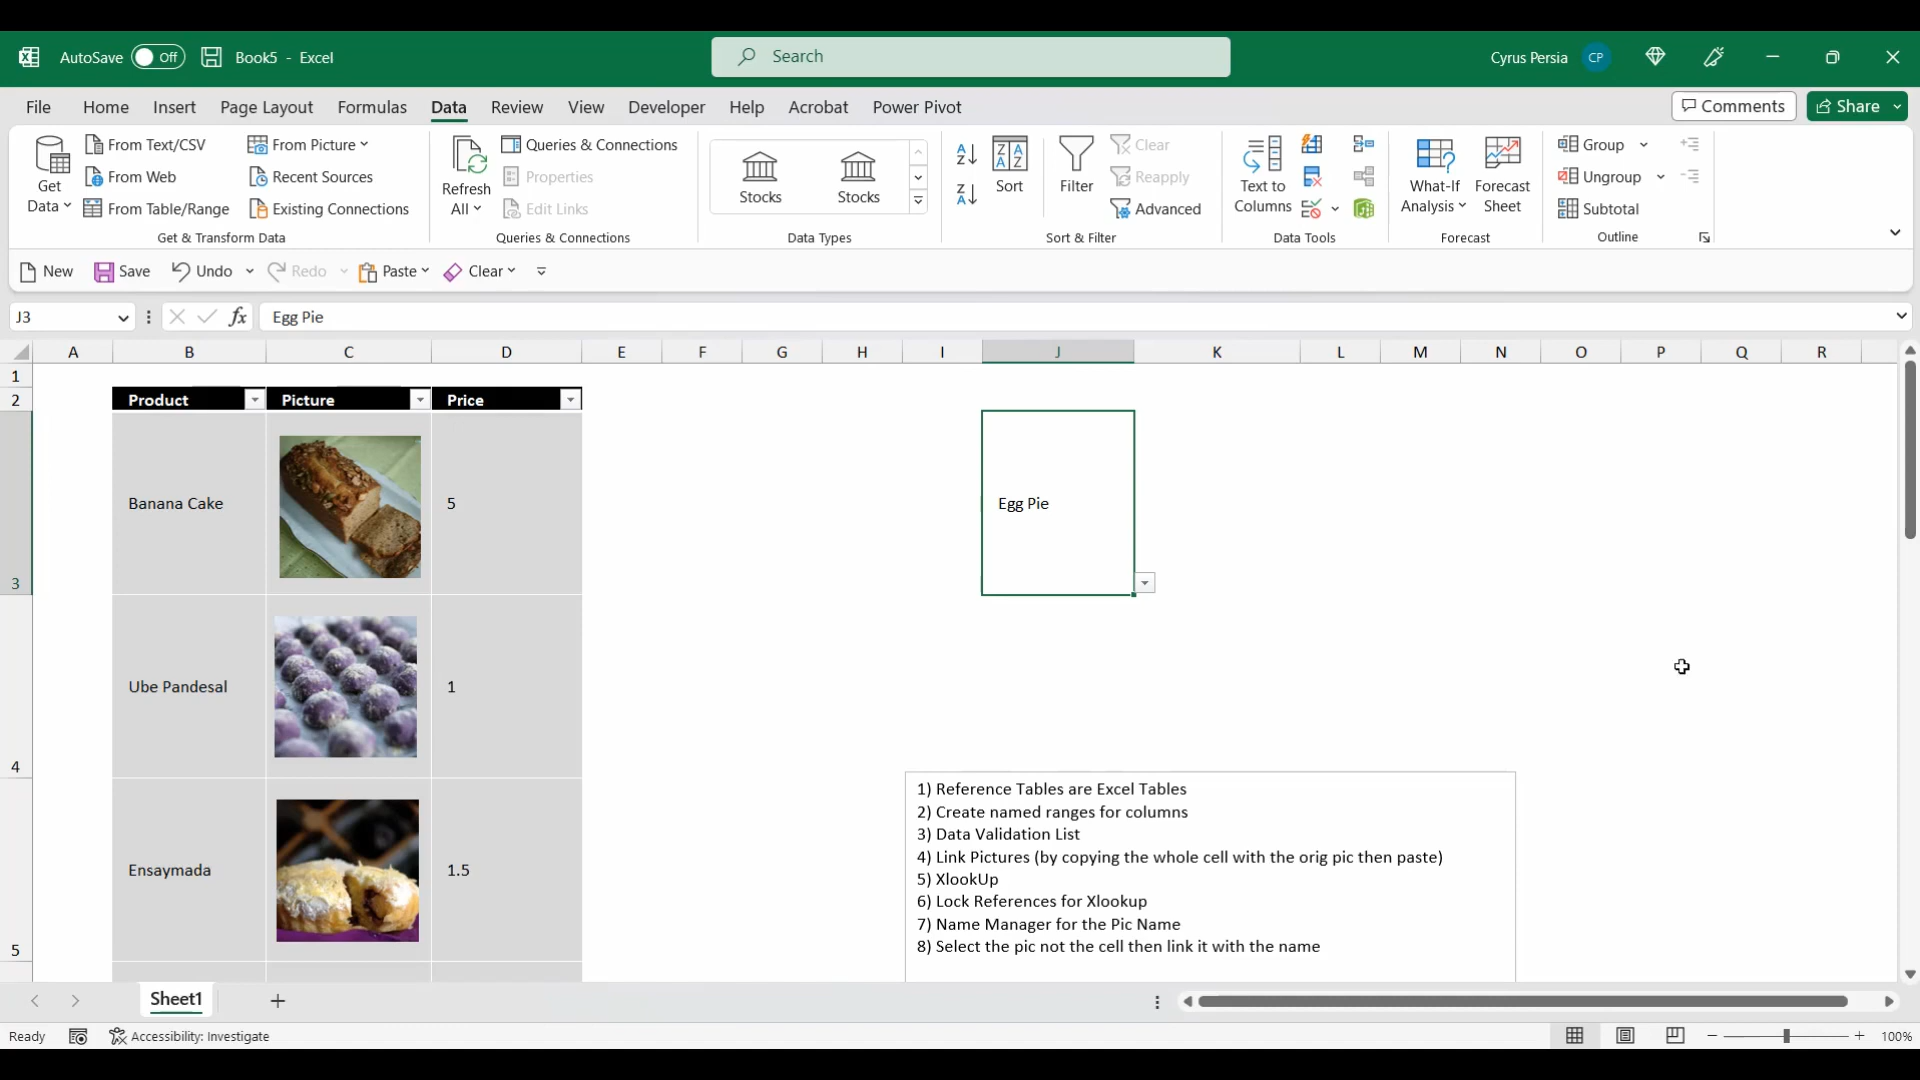 AutoSave Off Book5 - Excel Search Cyrus Persia CP
File Home Insert Page Layout Formulas Data Review View Developer Help Acrobat Power Pivot Comments Share
Get Data
From Text/CSV
From Web
From Table/Range
From Picture
Recent Sources
Existing Connections
Get & Transform Data
Refresh All
Queries & Connections
Properties
Edit Links
Queries & Connections
Stocks Stocks
Data Types
Sort
Filter
Clear
Reapply
Advanced
Sort & Filter
Text to Columns
Data Tools
What-If Analysis
Forecast Sheet
Forecast
Group
Ungroup
Subtotal
Outline
New Save Undo Redo Paste Clear
J3 fx Egg Pie
A B C D E F G H I J K L M N O P Q R
1
2 Product Picture Price
3 Banana Cake 5 Egg Pie
4 Ube Pandesal 1
5 Ensaymada 1.5
1) Reference Tables are Excel Tables
2) Create named ranges for columns
3) Data Validation List
4) Link Pictures (by copying the whole cell with the orig pic then paste)
5) XlookUp
6) Lock References for Xlookup
7) Name Manager for the Pic Name
8) Select the pic not the cell then link it with the name
Sheet1
Ready Accessibility: Investigate 100%